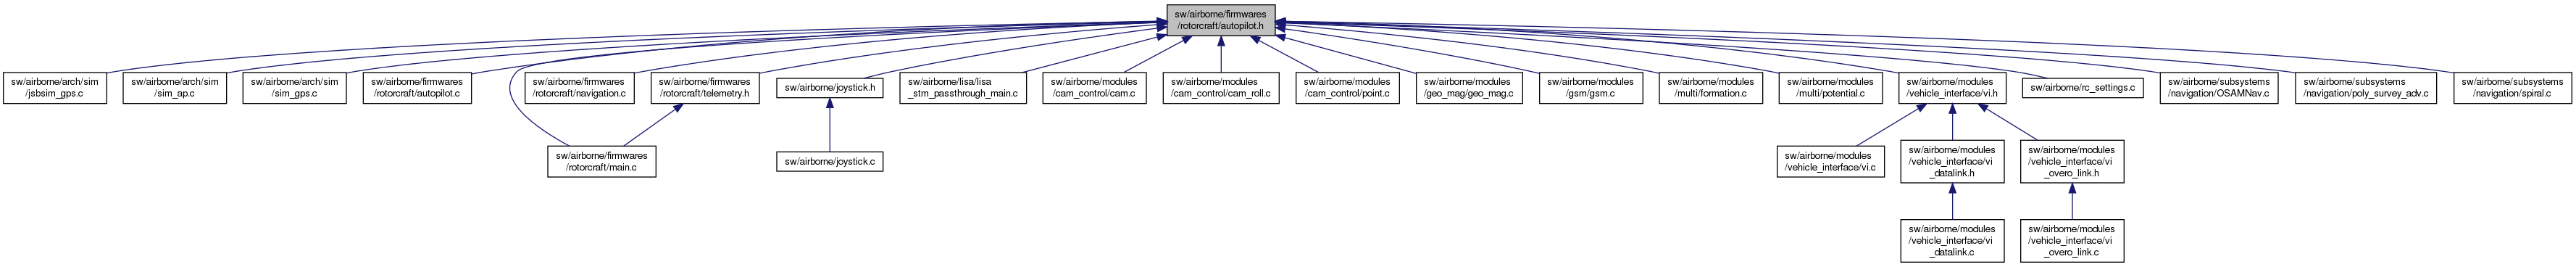 sw/airborne/firmwares
/rotorcraft/autopilot.h
sw/airborne/arch/sim
/jsbsim_gps.c
sw/airborne/arch/sim
/sim_ap.c
sw/airborne/arch/sim
/sim_gps.c
sw/airborne/firmwares
/rotorcraft/autopilot.c
sw/airborne/firmwares
/rotorcraft/navigation.c
sw/airborne/firmwares
/rotorcraft/telemetry.h
sw/airborne/joystick.h
sw/airborne/lisa/lisa
_stm_passthrough_main.c
sw/airborne/modules
/cam_control/cam.c
sw/airborne/modules
/cam_control/cam_roll.c
sw/airborne/modules
/cam_control/point.c
sw/airborne/modules
/geo_mag/geo_mag.c
sw/airborne/modules
/gsm/gsm.c
sw/airborne/modules
/multi/formation.c
sw/airborne/modules
/multi/potential.c
sw/airborne/modules
/vehicle_interface/vi.h
sw/airborne/rc_settings.c
sw/airborne/subsystems
/navigation/OSAMNav.c
sw/airborne/subsystems
/navigation/poly_survey_adv.c
sw/airborne/subsystems
/navigation/spiral.c
sw/airborne/firmwares
/rotorcraft/main.c
sw/airborne/joystick.c
sw/airborne/modules
/vehicle_interface/vi.c
sw/airborne/modules
/vehicle_interface/vi
_datalink.h
sw/airborne/modules
/vehicle_interface/vi
_overo_link.h
sw/airborne/modules
/vehicle_interface/vi
_datalink.c
sw/airborne/modules
/vehicle_interface/vi
_overo_link.c